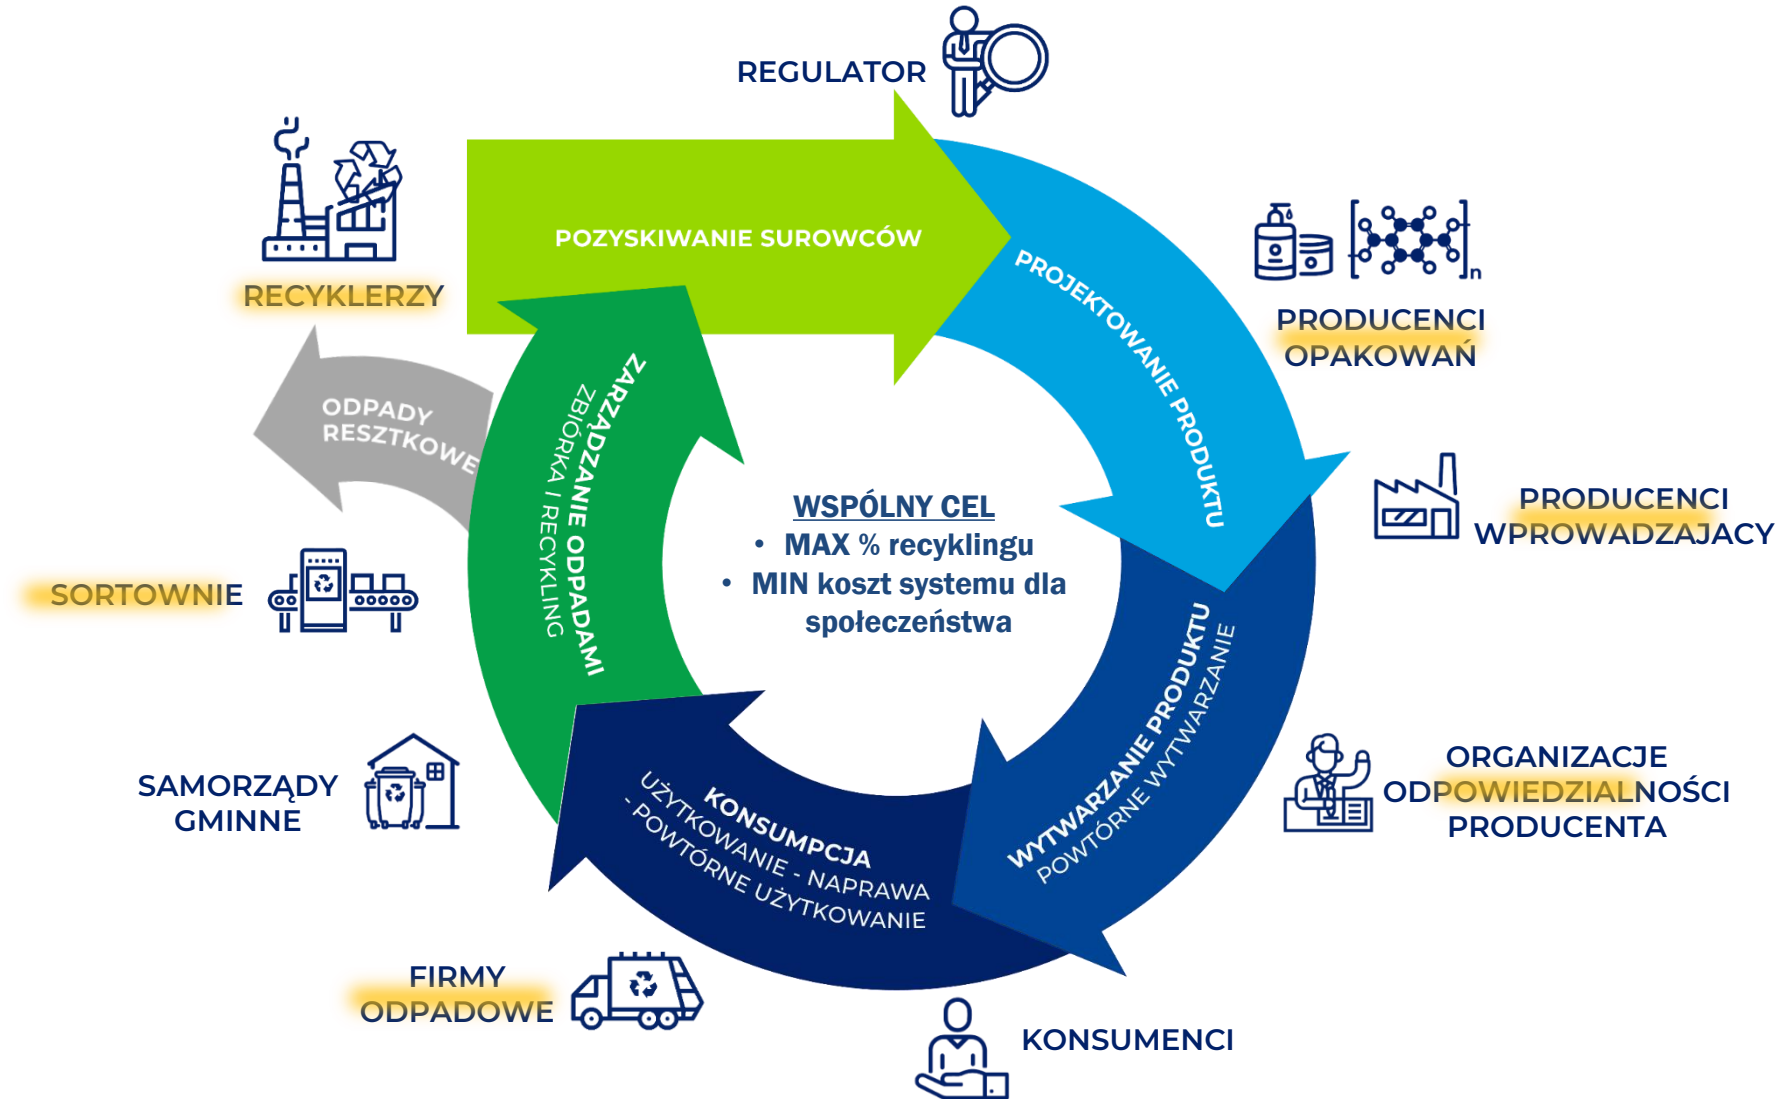 REGULATOR
POZYSKIWANIE SUROWCÓW
PROJEKTOWANIE PRODUKTU
PRODUCENCI
OPAKOWAŃ
n
PRODUCENCI
WPROWADZAJACY
WYTWARZANIE PRODUKTU
POWTÓRNE WYTWARZANIE
ORGANIZACJE
ODPOWIEDZIALNOŚCI
PRODUCENTA
KONSUMENCI
KONSUMPCJA
UŻYTKOWANIE - NAPRAWA
- POWTÓRNE UŻYTKOWANIE
FIRMY
ODPADOWE
SAMORZĄDY
GMINNE
SORTOWNIE
ZARZĄDZANIE ODPADAMI
ZBIÓRKA I RECYKLING
ODPADY
RESZTKOWE
RECYKLERZY
WSPÓLNY CEL
• MAX % recyklingu
• MIN koszt systemu dla
społeczeństwa